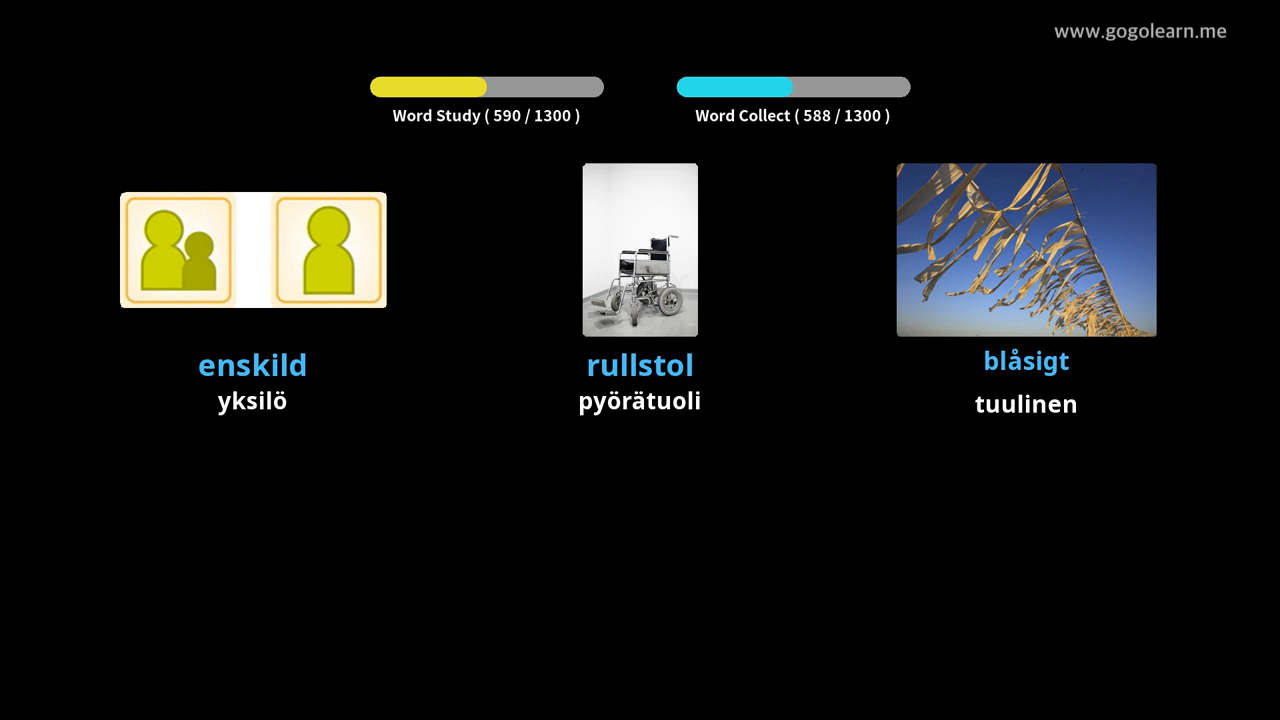 www.gogolearn.me
Word Study ( 590 / 1300 )
Word Collect ( 588 / 1300 )
enskild
yksilö
rullstol
pyörätuoli
blåsigt
tuulinen